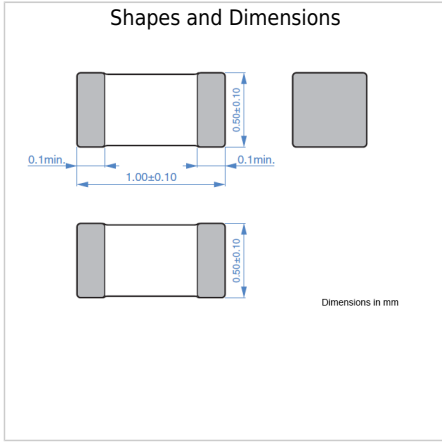 Shapes and Dimensions
0.50±0.10
0.1min.
0.1min.
1.00±0.10
0.50±0.10
Dimensions in mm